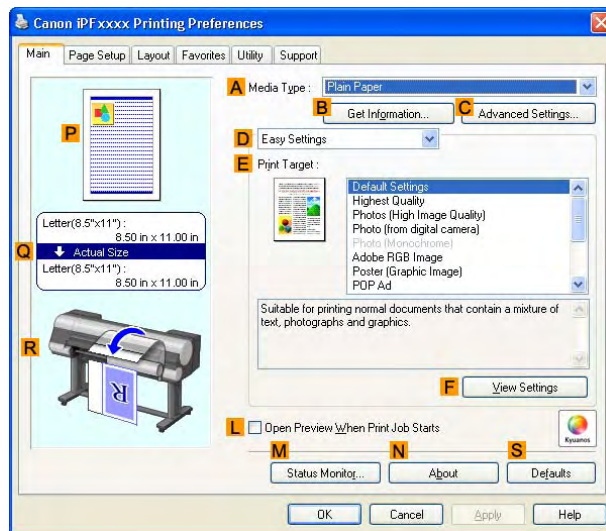 Canon iPFxxxx Printing Preferences
Main Page Setup Layout Favorites Utility Support
A Media Type : Plain Paper
B Get Information... C Advanced Settings...
D Easy Settings
E Print Target :
Default Settings
Highest Quality
Photos (High Image Quality)
Photo (from digital camera)
Photo (Monochrome)
Adobe RGB Image
Poster (Graphic Image)
POP Ad
Suitable for printing normal documents that contain a mixture of
text, photographs and graphics.
F View Settings
P
Q
Letter(8.5"x11") :
8.50 in x 11.00 in
Actual Size
Letter(8.5"x11") :
8.50 in x 11.00 in
R
R
L Open Preview When Print Job Starts
Kyuanos
M Status Monitor... N About S Defaults
OK Cancel Apply Help